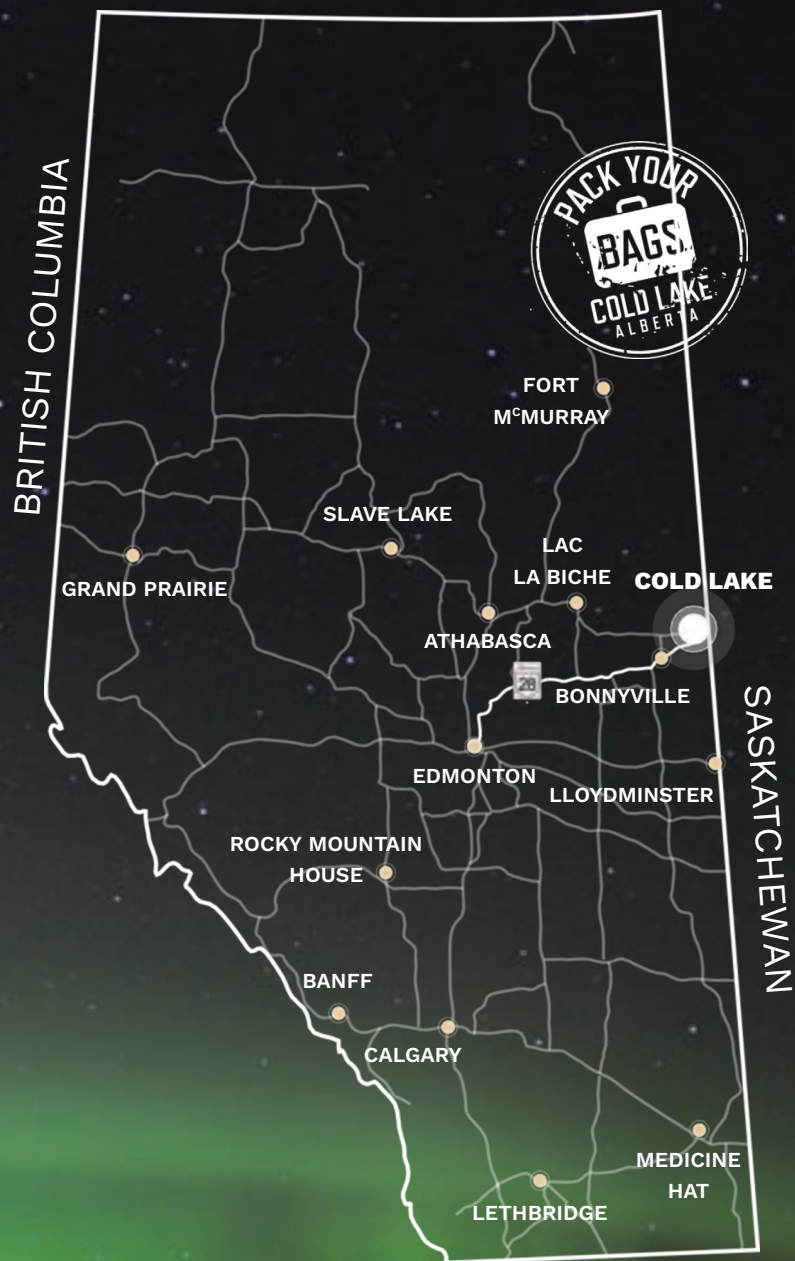 PACK YOUR
BAGS
COLD LAKE
ALBERTA
BRITISH COLUMBIA
FORT
MCMURRAY
SLAVE LAKE
LAC
LA BICHE
COLD LAKE
GRAND PRAIRIE
ATHABASCA
28
BONNYVILLE
EDMONTON
LLOYDMINSTER
SASKATCHEWAN
ROCKY MOUNTAIN
HOUSE
BANFF
CALGARY
MEDICINE
HAT
LETHBRIDGE